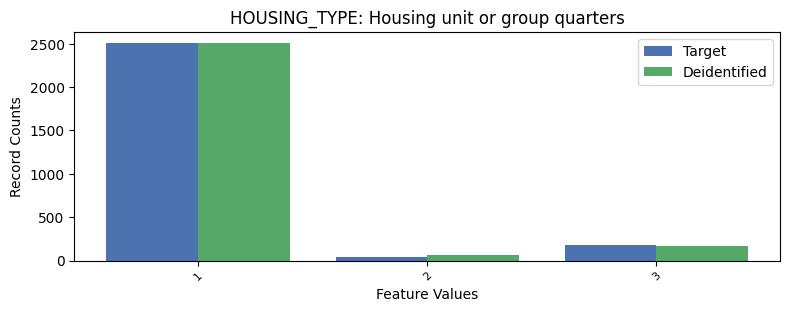 HOUSING_TYPE: Housing unit or group quarters
Target
Deidentified
Record Counts
2500
2000
1500
1000
500
0
1
2
3
Feature Values